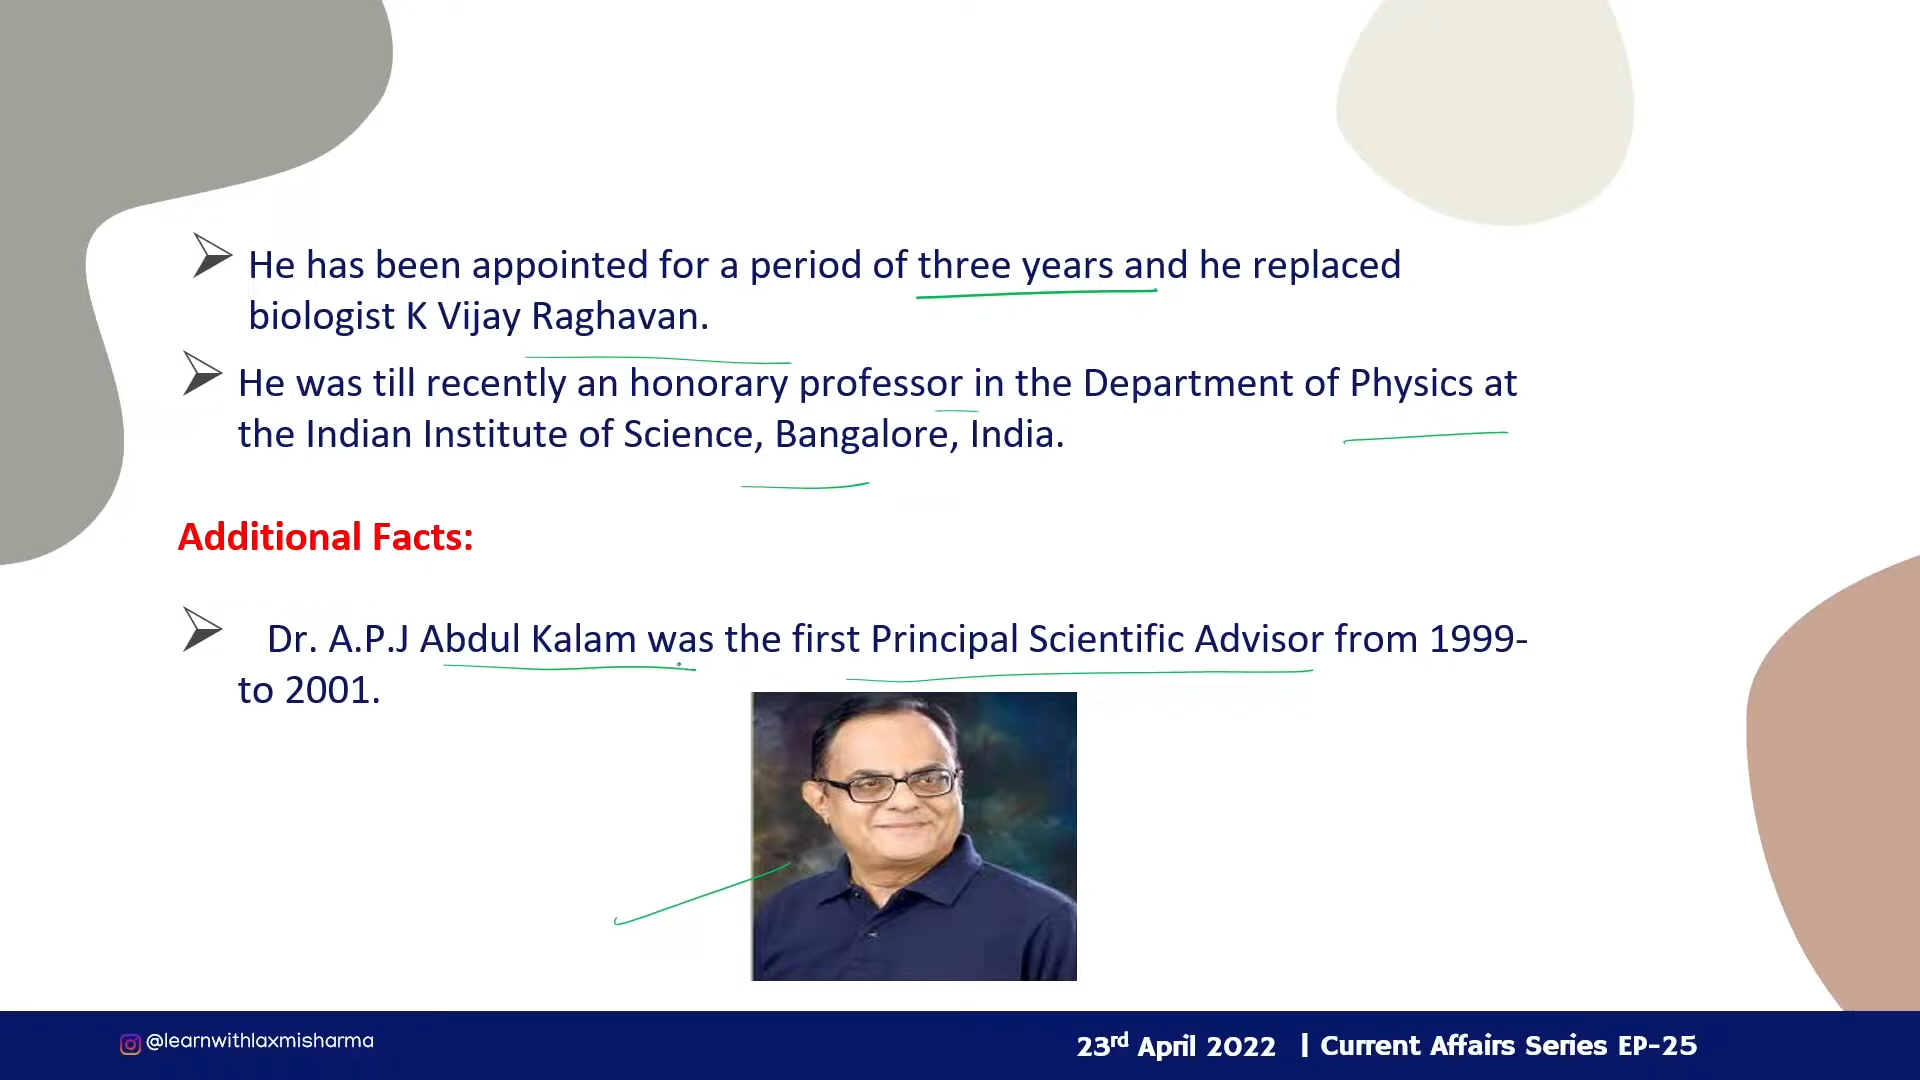 He has been appointed for a period of three years and he replaced
biologist K Vijay Raghavan.
He was till recently an honorary professor in the Department of Physics at
the Indian Institute of Science, Bangalore, India.
Additional Facts:
Dr. A.P.J Abdul Kalam was the first Principal Scientific Advisor from 1999-
to 2001.
@learnwithlaxmisharma
23rd April 2022 | Current Affairs Series EP-25